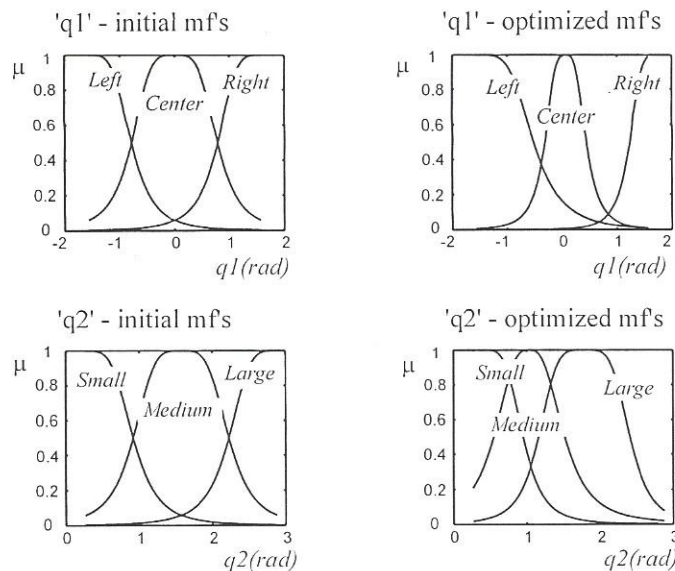 'q1' - initial mf's
'q1' - optimized mf's
μ
1
0.8
0.6
0.4
0.2
0
Left
Center
Right
-2
-1
0
1
2
q1(rad)
μ
1
0.8
0.6
0.4
0.2
0
Left
Center
Right
-2
-1
0
1
2
q1(rad)
'q2' - initial mf's
'q2' - optimized mf's
μ
1
0.8
0.6
0.4
0.2
0
Small
Medium
Large
0
1
2
3
q2(rad)
μ
1
0.8
0.6
0.4
0.2
0
Small
Medium
Large
0
1
2
3
q2(rad)